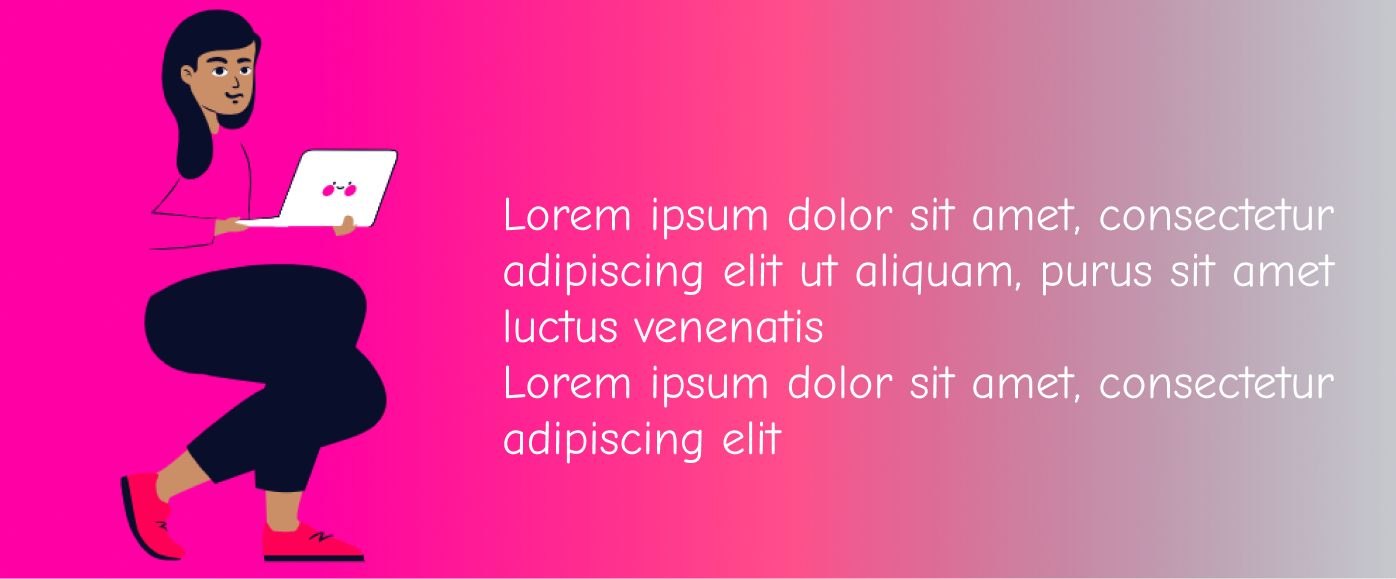 Lorem ipsum dolor sit amet, consectetur
adipiscing elit ut aliquam, purus sit amet
luctus venenatis
Lorem ipsum dolor sit amet, consectetur
adipiscing elit